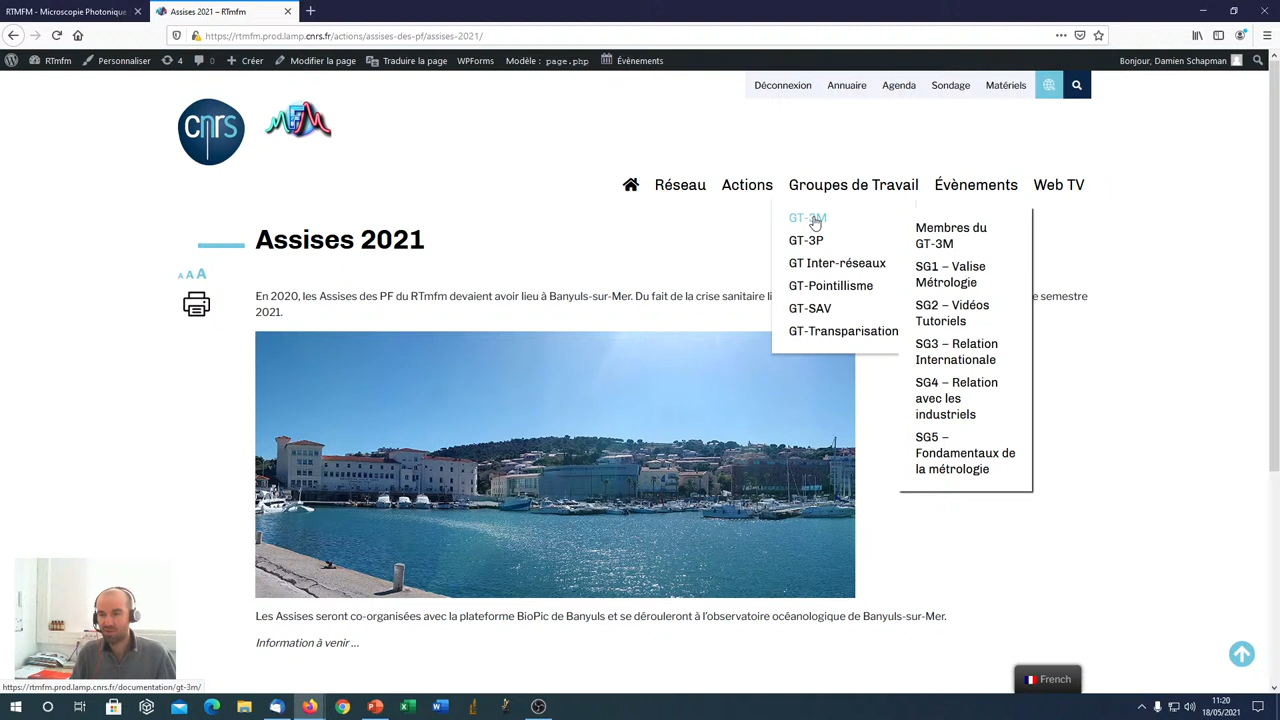 RTMFM – Microscopie Photonique
Assises 2021 – RTmfm
https://rtmfm.prod.lamp.cnrs.fr/actions/assises-des-pf/assises-2021/
RTmfm Personnaliser 4 0 Créer Modifier la page Traduire la page WPForms Modèle : page.php Évènements Bonjour, Damien Schapman
Déconnexion Annuaire Agenda Sondage Matériels
cnrs
MFM
Réseau Actions Groupes de Travail Évènements Web TV
GT-3M
GT-3P
GT Inter-réseaux
GT-Pointillisme
GT-SAV
GT-Transparisation
Membres du
GT-3M
SG1 – Valise
Métrologie
SG2 – Vidéos
Tutoriels
SG3 – Relation
Internationale
SG4 – Relation
avec les
industriels
SG5 –
Fondamentaux de
la métrologie
Assises 2021
A A A
En 2020, les Assises des PF du RTmfm devaient avoir lieu à Banyuls-sur-Mer. Du fait de la crise sanitaire li e semestre
2021.
Les Assises seront co-organisées avec la plateforme BioPic de Banyuls et se dérouleront à l'observatoire océanologique de Banyuls-sur-Mer.
Information à venir ...
https://rtmfm.prod.lamp.cnrs.fr/documentation/gt-3m/
French
11:20
18/05/2021